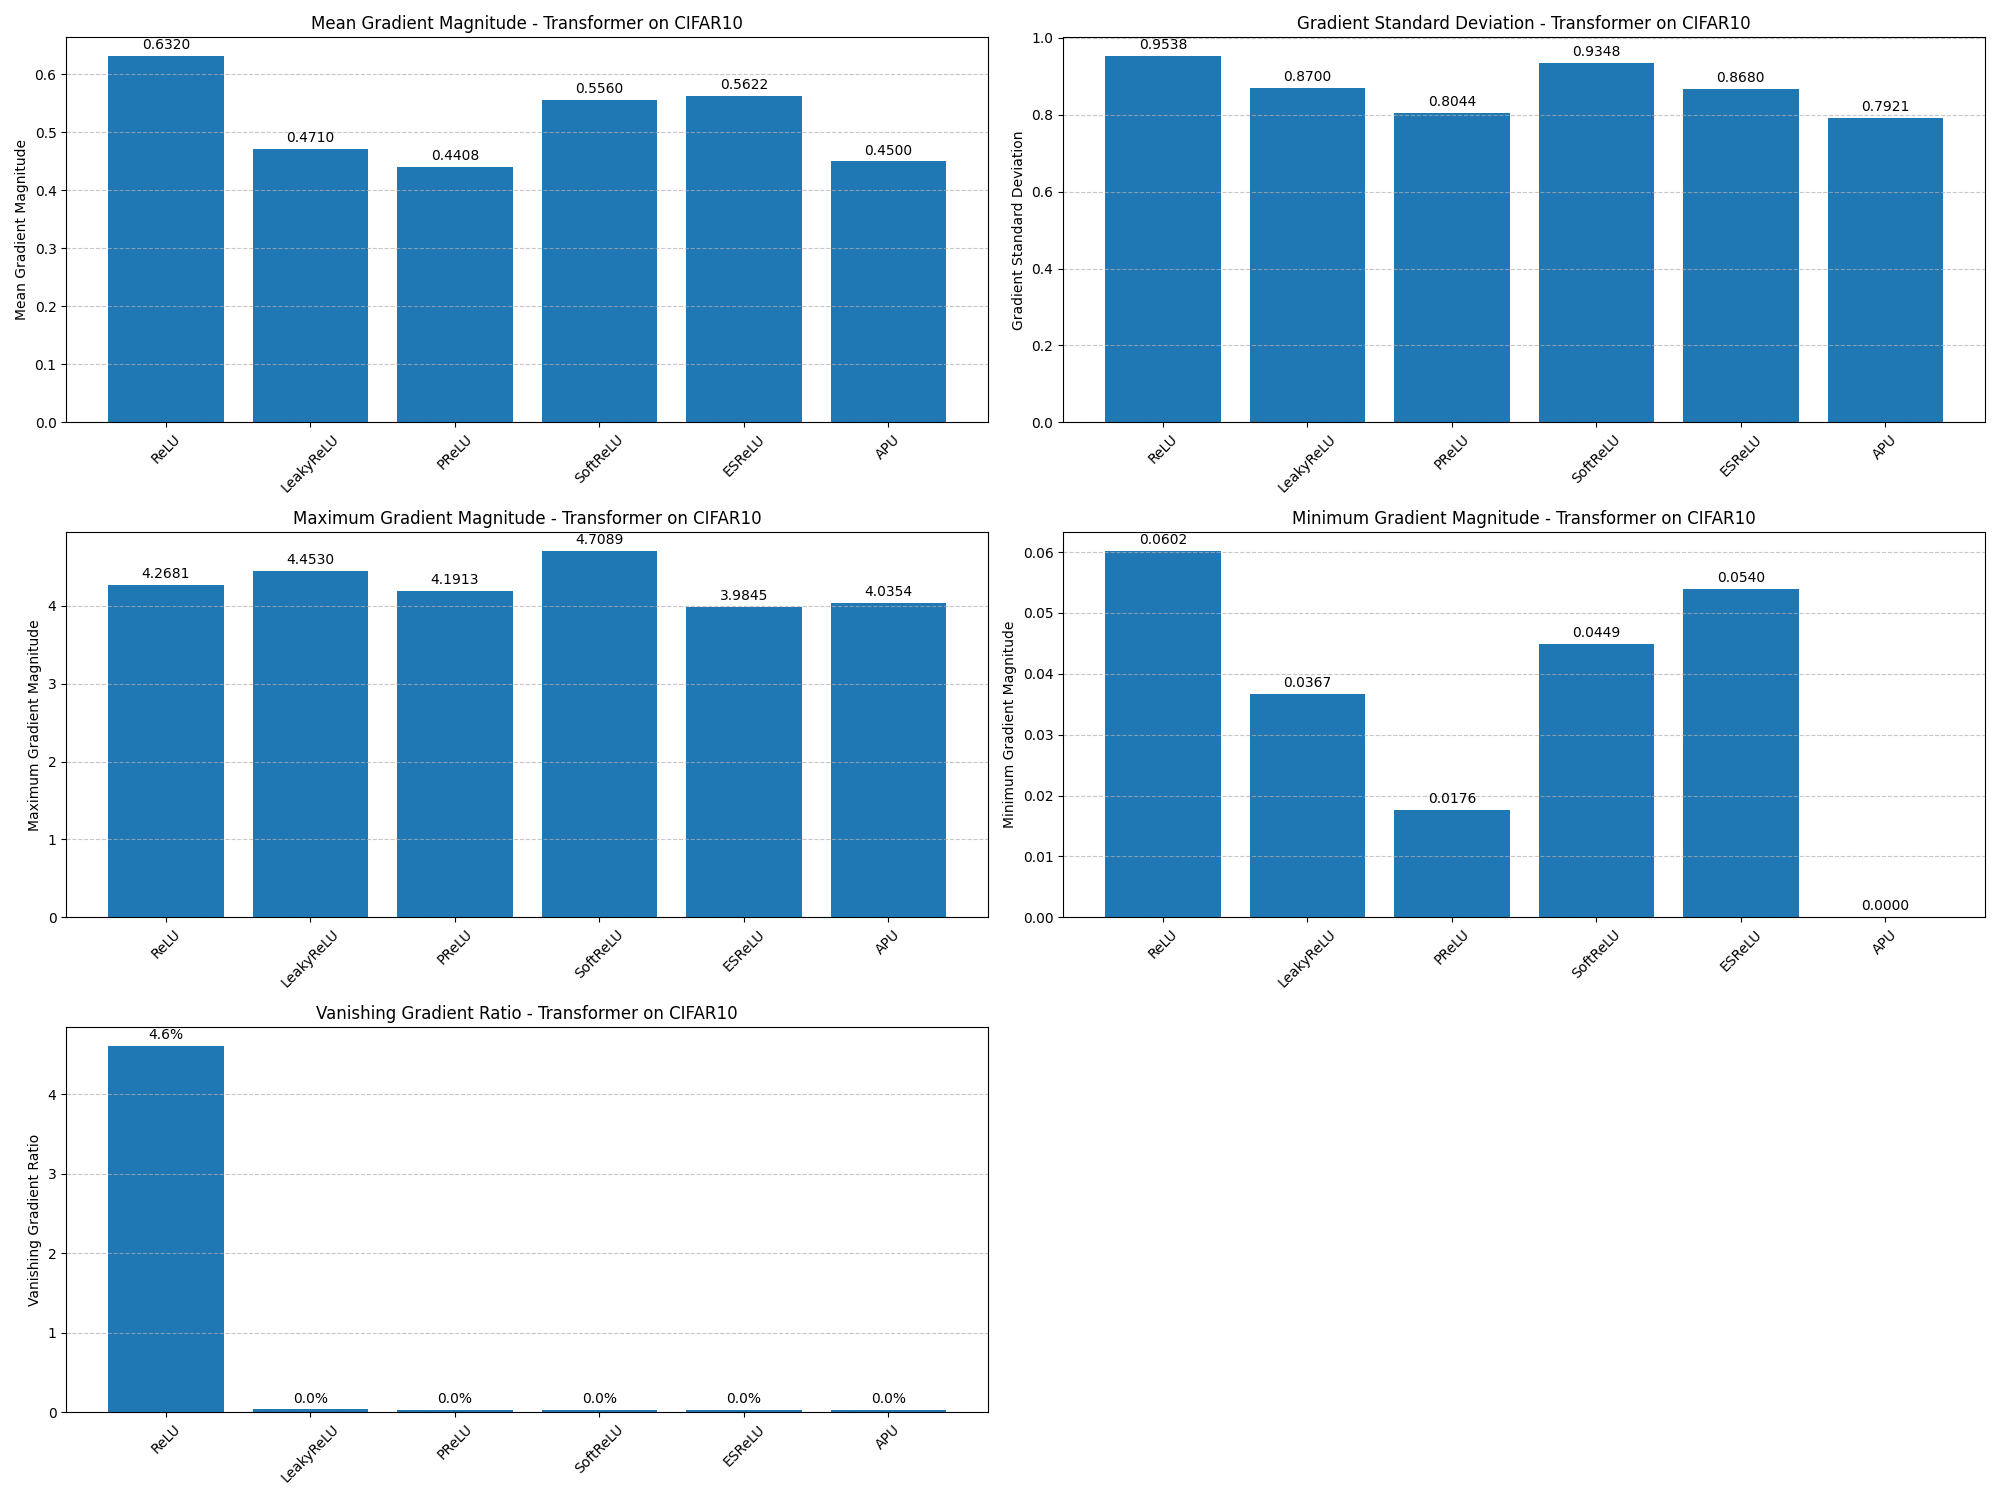 Mean Gradient Magnitude - Transformer on CIFAR10
Mean Gradient Magnitude
0.6
0.5
0.4
0.3
0.2
0.1
0.0
0.6320
0.4710
0.4408
0.5560
0.5622
0.4500
ReLU
LeakyReLU
PReLU
SoftReLU
ESReLU
APU
Gradient Standard Deviation - Transformer on CIFAR10
Gradient Standard Deviation
1.0
0.8
0.6
0.4
0.2
0.0
0.9538
0.8700
0.8044
0.9348
0.8680
0.7921
ReLU
LeakyReLU
PReLU
SoftReLU
ESReLU
APU
Maximum Gradient Magnitude - Transformer on CIFAR10
Maximum Gradient Magnitude
4
3
2
1
0
4.2681
4.4530
4.1913
4.7089
3.9845
4.0354
ReLU
LeakyReLU
PReLU
SoftReLU
ESReLU
APU
Minimum Gradient Magnitude - Transformer on CIFAR10
Minimum Gradient Magnitude
0.06
0.05
0.04
0.03
0.02
0.01
0.00
0.0602
0.0367
0.0176
0.0449
0.0540
0.0000
ReLU
LeakyReLU
PReLU
SoftReLU
ESReLU
APU
Vanishing Gradient Ratio - Transformer on CIFAR10
Vanishing Gradient Ratio
4
3
2
1
0
4.6%
0.0%
0.0%
0.0%
0.0%
0.0%
ReLU
LeakyReLU
PReLU
SoftReLU
ESReLU
APU